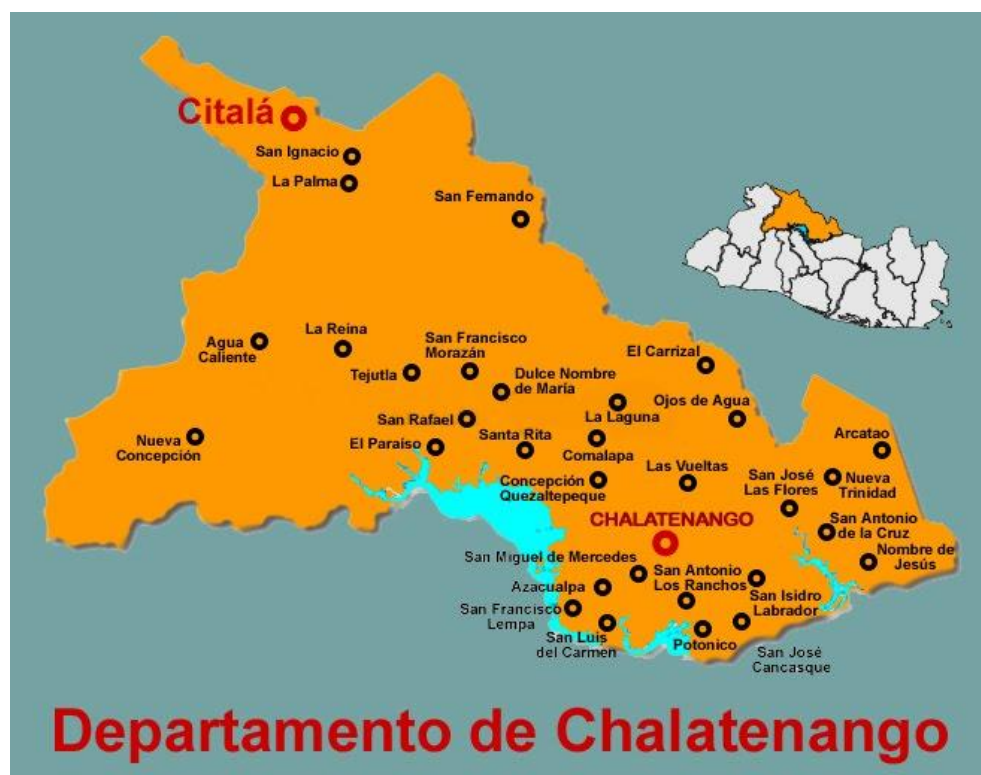 Citalá
San Ignacio
La Palma
San Fernando
La Reina
Agua
Caliente
San Francisco
Morazán
El Carrizal
Tejutla
Dulce Nombre
de María
Ojos de Agua
San Rafael
La Laguna
Arcatao
Nueva
Concepción
El Paraíso
Santa Rita
Comalapa
Las Vueltas
San José
Las Flores
Nueva
Trinidad
Concepción
Quezaltepeque
CHALATENANGO
San Antonio
de la Cruz
San Miguel de Mercedes
Nombre de
Jesús
San Antonio
Los Ranchos
Azacualpa
San Isidro
Labrador
San Francisco
Lempa
San Luis
del Carmen
Potonico
San José
Cancasque
Departamento de Chalatenango